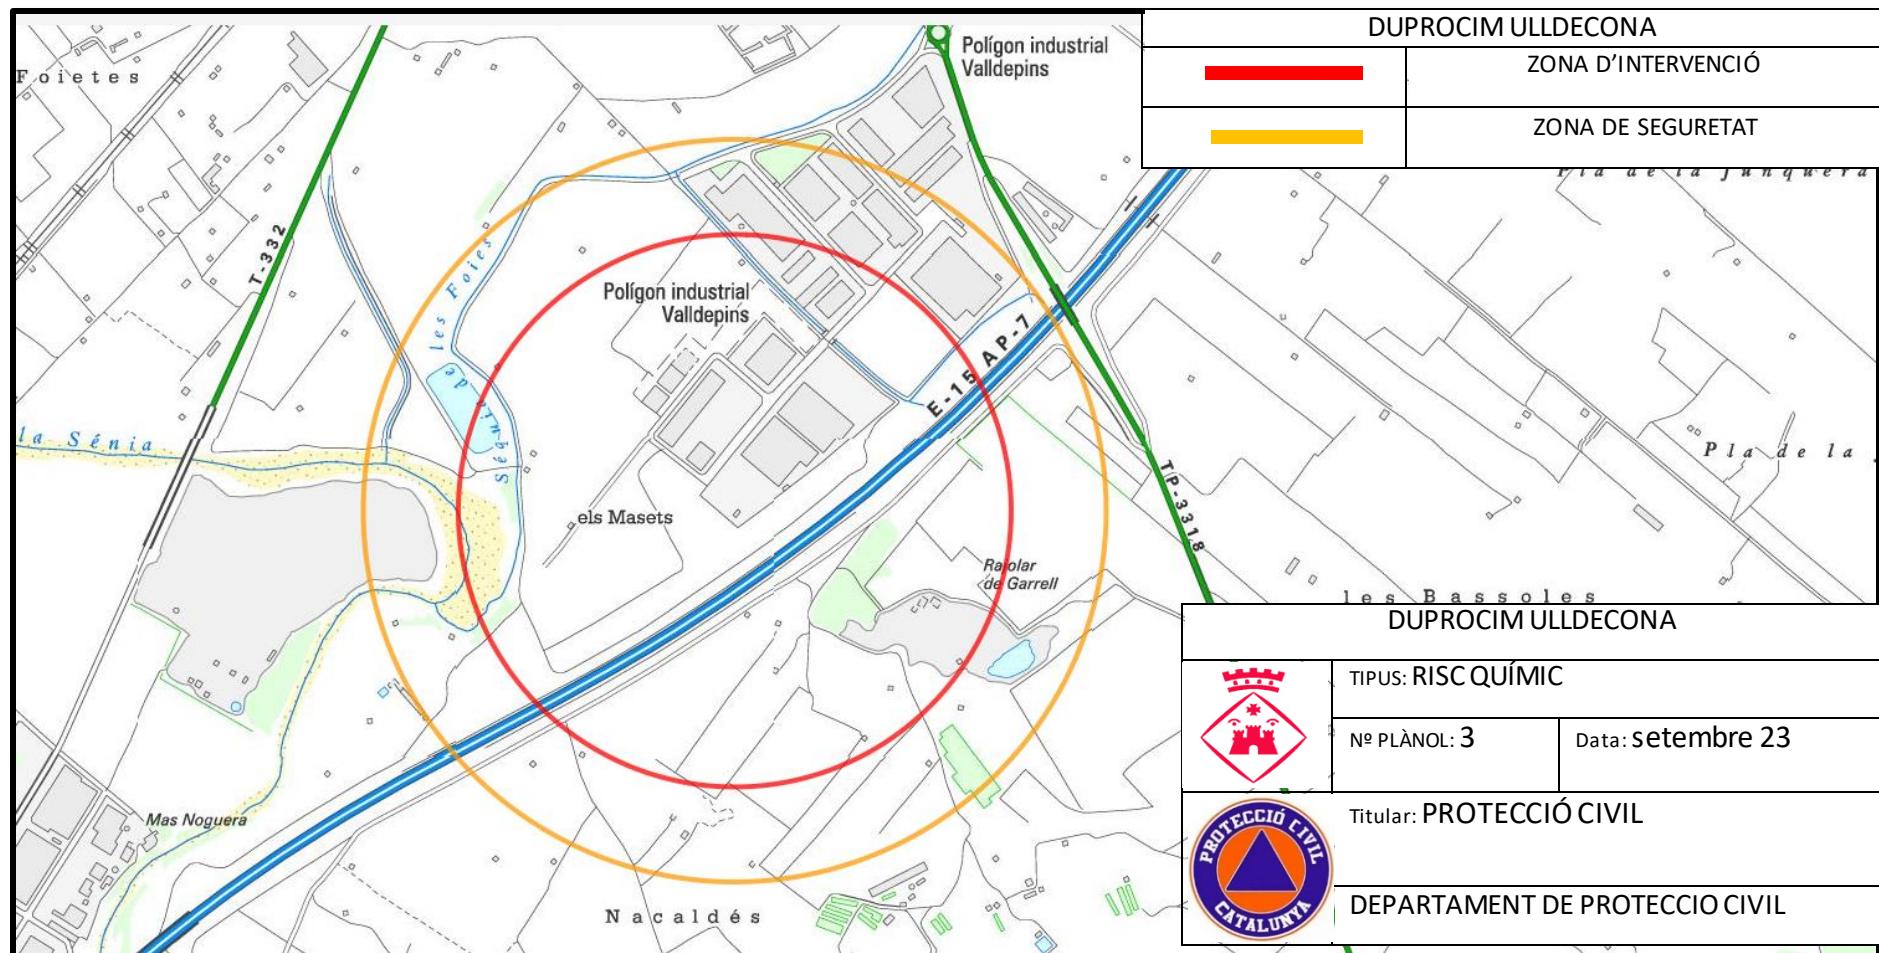 DUPROCIM ULLDECONA
ZONA D'INTERVENCIÓ
ZONA DE SEGURETAT
Polígon industrial
Valldepins
Foietes
Pla de la Junquera
T-332
Séquia de les Foies
Polígon industrial
Valldepins
E-15 AP-7
la Sénia
Pla de la
TP-3318
els Masets
Rajolar
de Garrell
les Bassoles
Mas Noguera
Nacaldés
DUPROCIM ULLDECONA
TIPUS: RISC QUÍMIC
Nº PLÀNOL: 3
Data: setembre 23
Titular: PROTECCIÓ CIVIL
PROTECCIÓ CIVIL
CATALUNYA
DEPARTAMENT DE PROTECCIO CIVIL